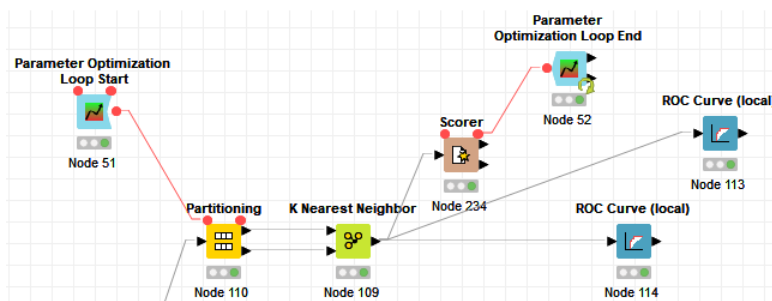 Parameter
Optimization Loop End
Parameter Optimization
Loop Start
Node 52
ROC Curve (local)
Scorer
Node 51
Node 113
Node 234
Partitioning
K Nearest Neighbor
ROC Curve (local)
Node 110
Node 109
Node 114